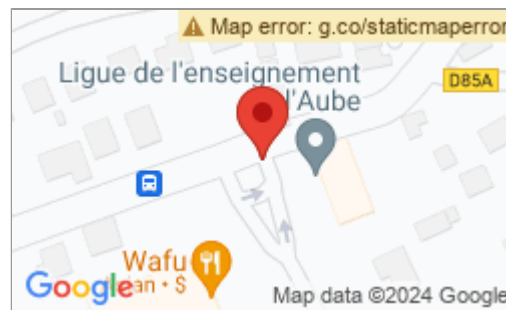 Map error: g.co/staticmaperror
Ligue de l'enseignement
l'Aube
D85A
Wafu
an • $
Google
Map data ©2024 Google